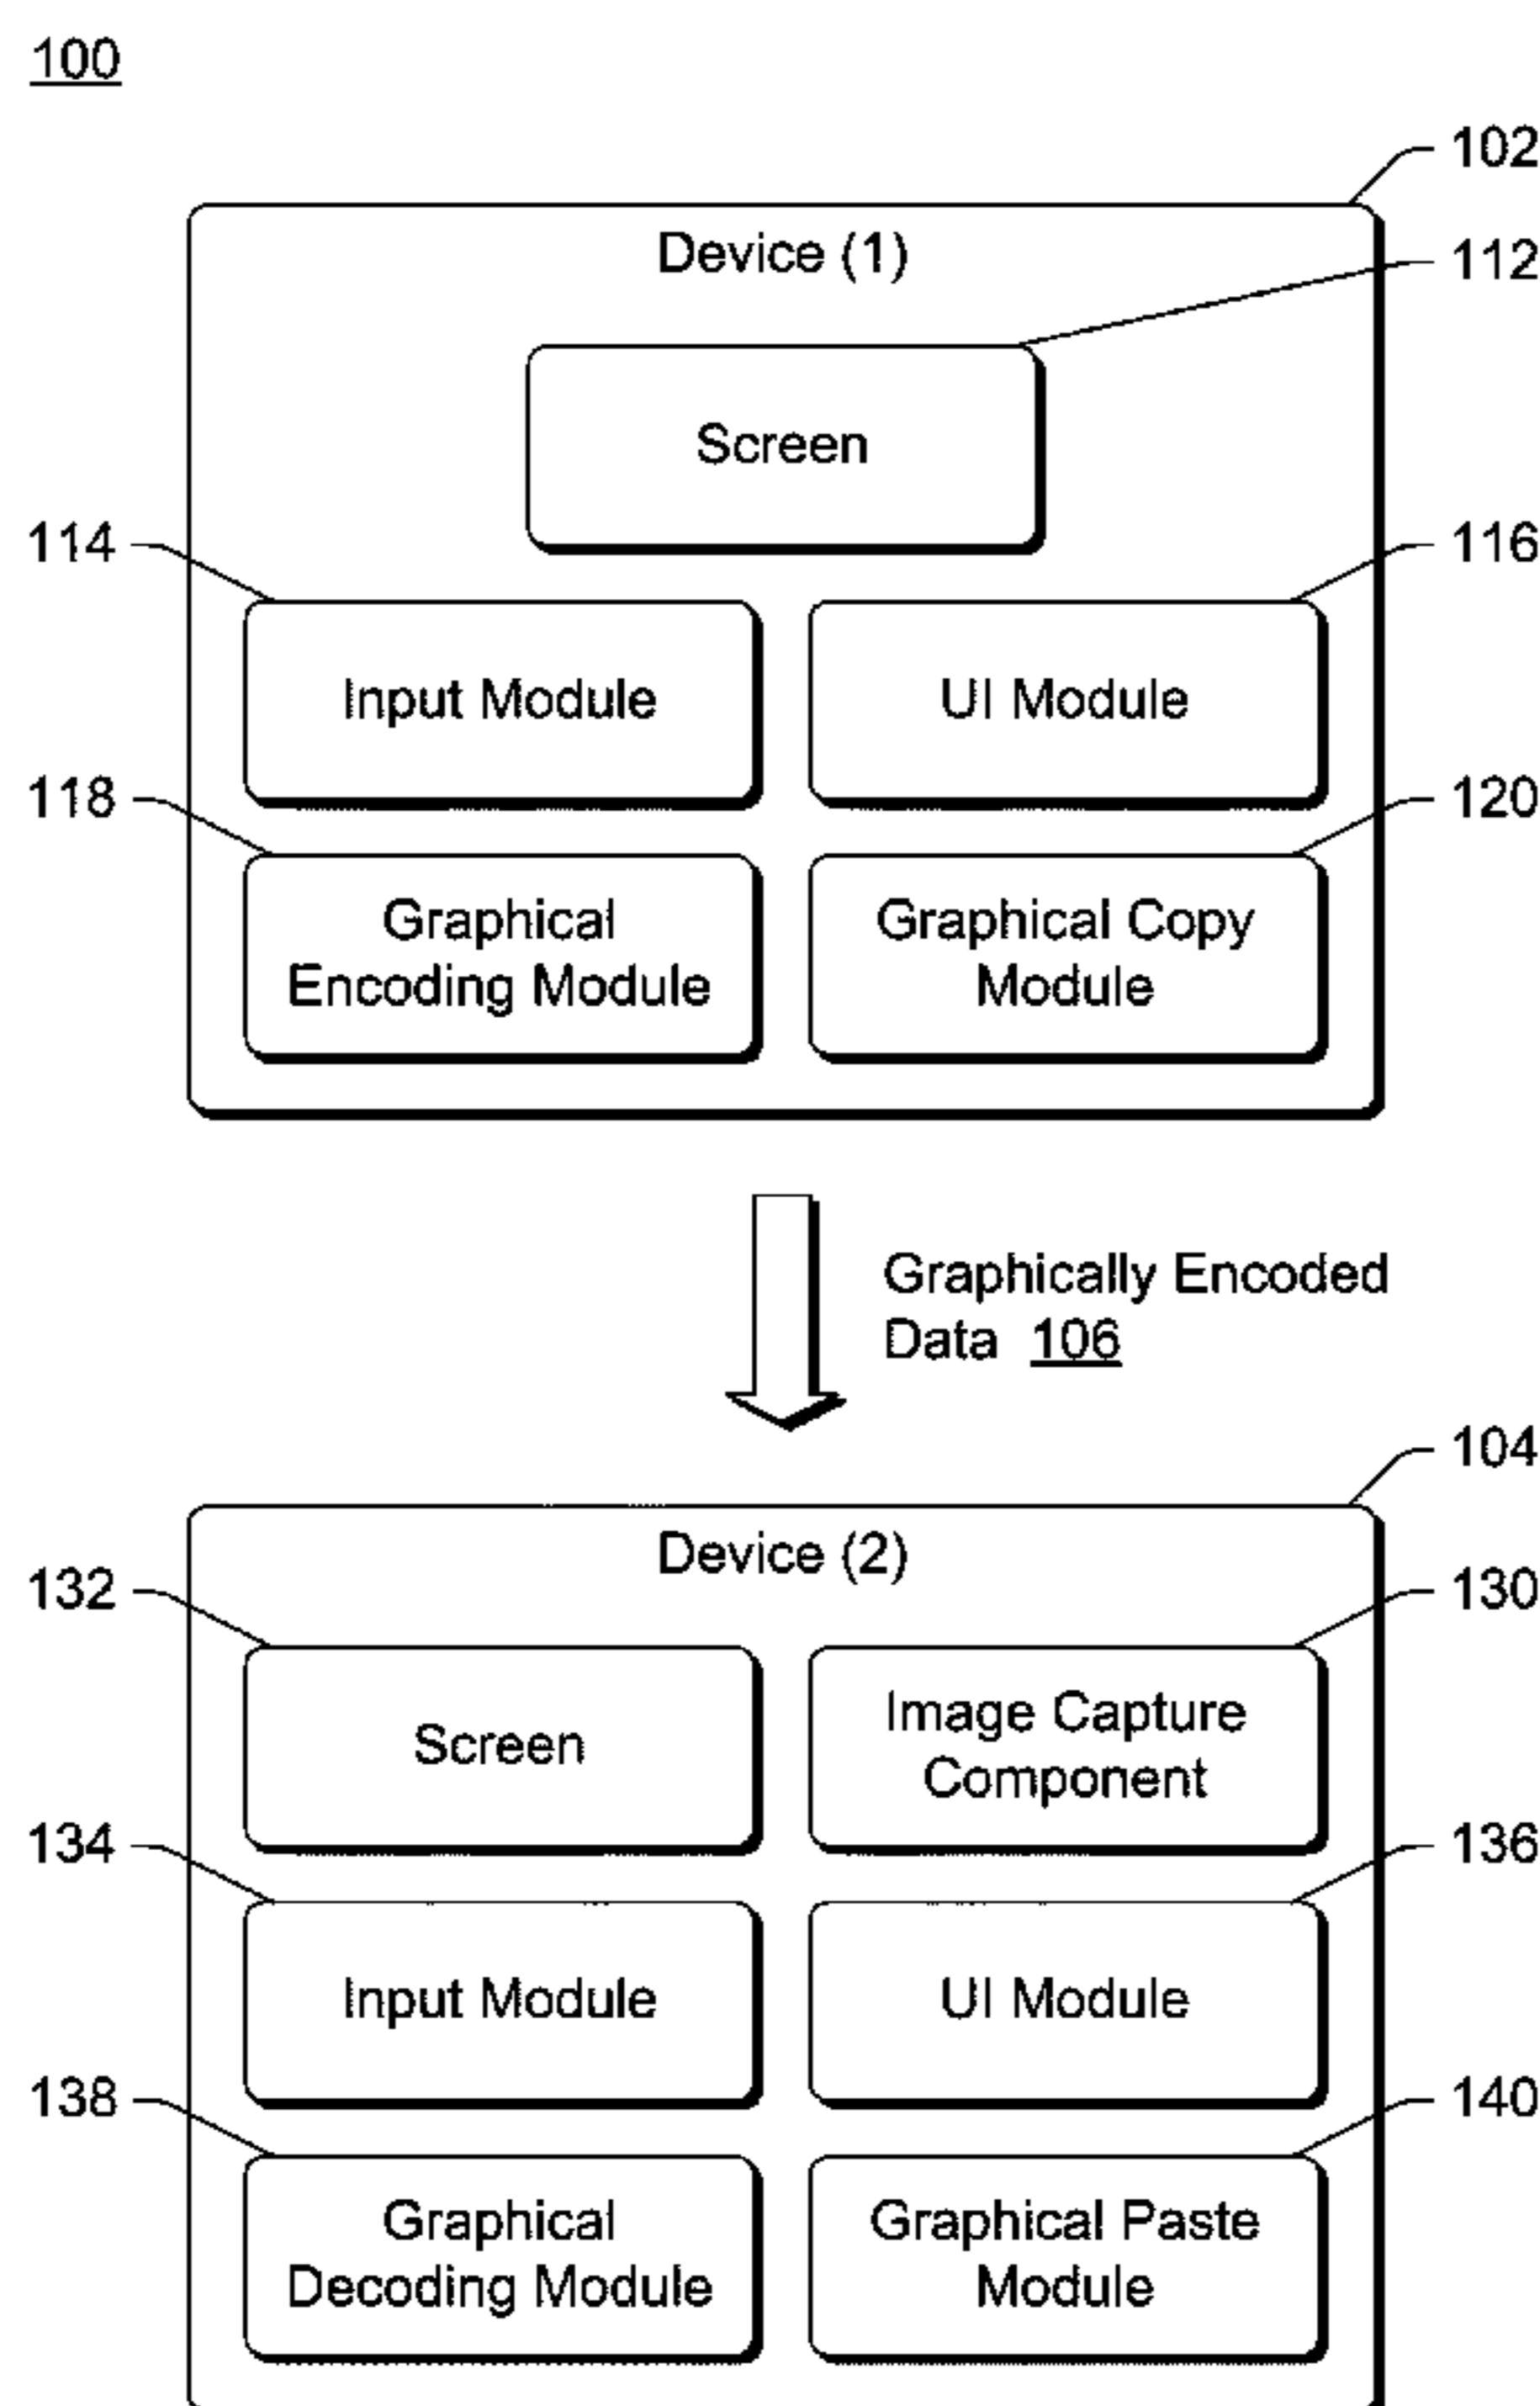 100
102
Device (1)
112
Screen
114
116
Input Module
UI Module
118
120
Graphical
Encoding Module
Graphical Copy
Module
Graphically Encoded
Data 106
104
Device (2)
132
130
Screen
Image Capture
Component
134
136
Input Module
UI Module
138
140
Graphical
Decoding Module
Graphical Paste
Module